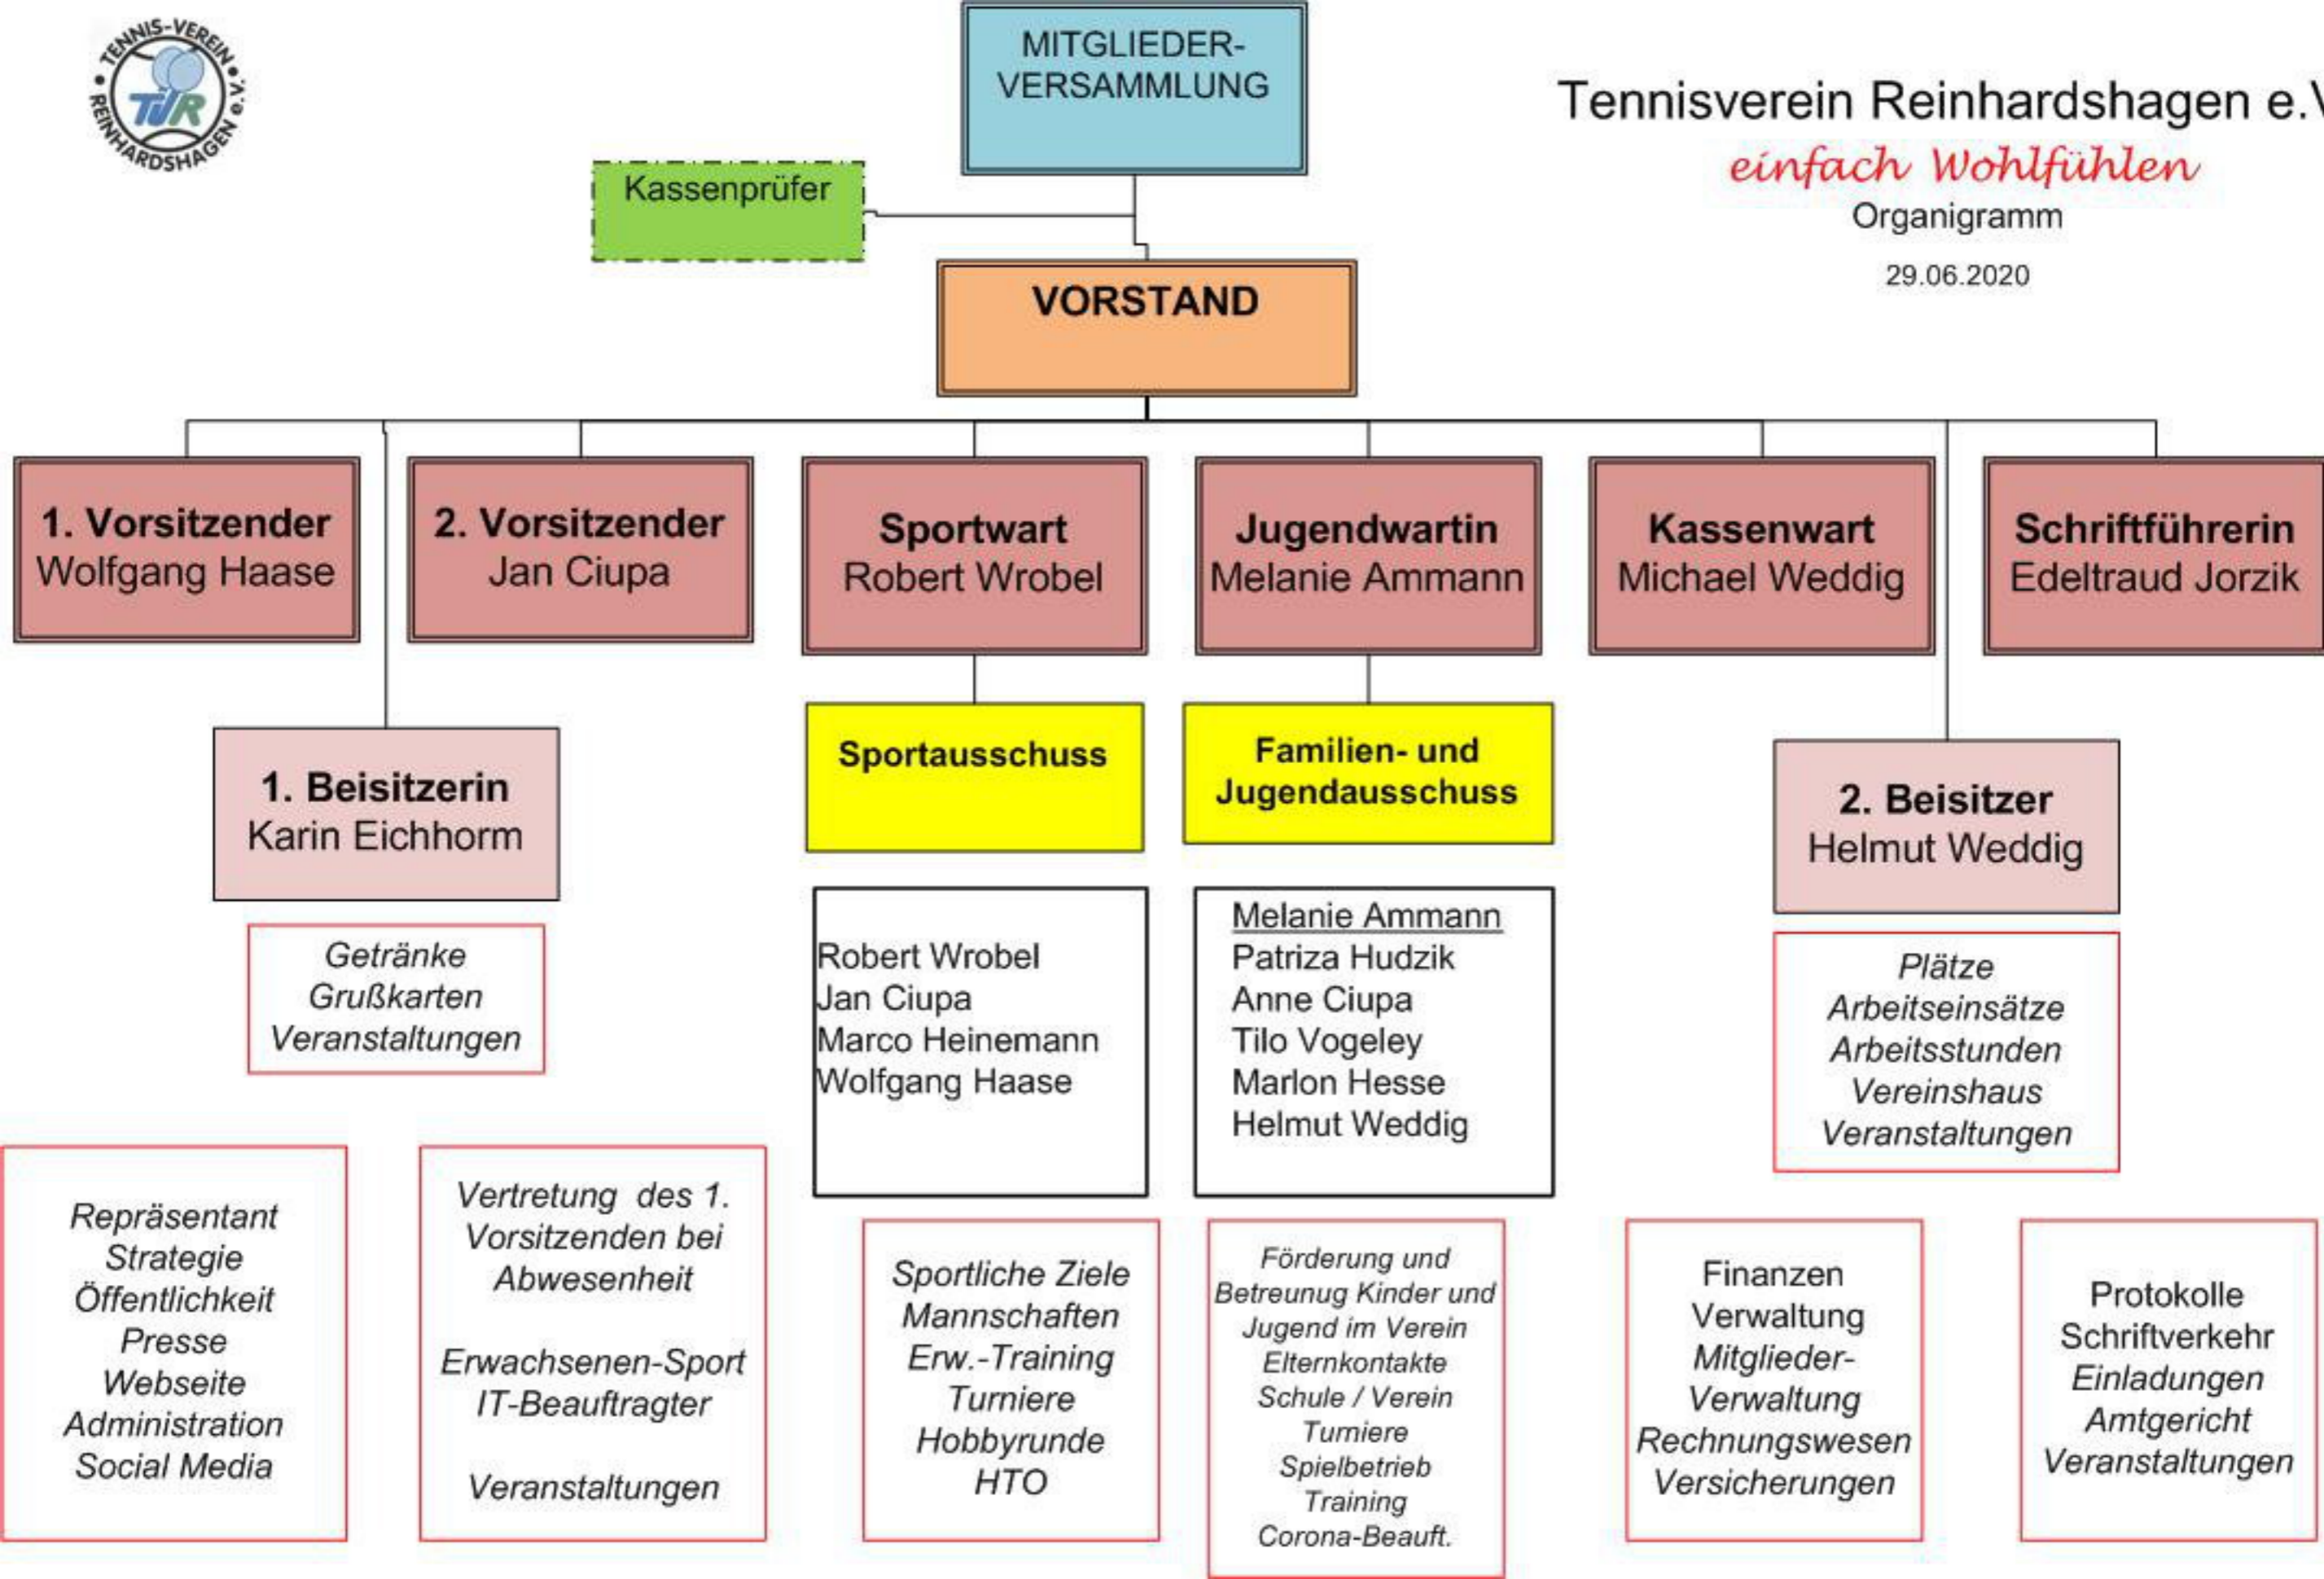 TENNIS-VEREIN
e.V.
REINHARDSHAGEN
TVR
MITGLIEDER-
VERSAMMLUNG
Tennisverein Reinhardshagen e.V
einfach Wohlfühlen
Organigramm
29.06.2020
Kassenprüfer
VORSTAND
1. Vorsitzender
Wolfgang Haase
2. Vorsitzender
Jan Ciupa
Sportwart
Robert Wrobel
Jugendwartin
Melanie Ammann
Kassenwart
Michael Weddig
Schriftführerin
Edeltraud Jorzik
1. Beisitzerin
Karin Eichhorm
Sportausschuss
Familien- und
Jugendausschuss
2. Beisitzer
Helmut Weddig
Getränke
Grußkarten
Veranstaltungen
Robert Wrobel
Jan Ciupa
Marco Heinemann
Wolfgang Haase
Melanie Ammann
Patriza Hudzik
Anne Ciupa
Tilo Vogeley
Marlon Hesse
Helmut Weddig
Plätze
Arbeitseinsätze
Arbeitsstunden
Vereinshaus
Veranstaltungen
Repräsentant
Strategie
Öffentlichkeit
Presse
Webseite
Administration
Social Media
Vertretung des 1.
Vorsitzenden bei
Abwesenheit
Erwachsenen-Sport
IT-Beauftragter
Veranstaltungen
Sportliche Ziele
Mannschaften
Erw.-Training
Turniere
Hobbyrunde
HTO
Förderung und
Betreunug Kinder und
Jugend im Verein
Elternkontakte
Schule / Verein
Turniere
Spielbetrieb
Training
Corona-Beauft.
Finanzen
Verwaltung
Mitglieder-
Verwaltung
Rechnungswesen
Versicherungen
Protokolle
Schriftverkehr
Einladungen
Amtgericht
Veranstaltungen